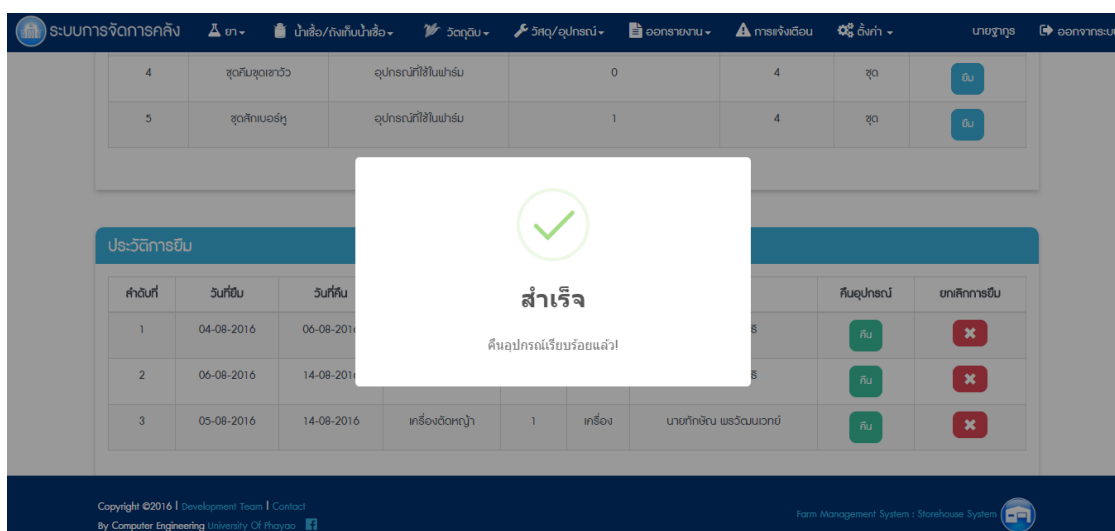 ระบบการจัดการคลัง ยา น้ำเชื้อ/ถังเก็บน้ำเชื้อ วัตถุดิบ วัสดุ/อุปกรณ์ ออกรายงาน การแจ้งเตือน ตั้งค่า นายฐากูร ออกจากระบบ
4 ชุดคีมขูดเขาวัว อุปกรณ์ที่ใช้ในฟาร์ม 0 4 ชุด ยืม
5 ชุดสักเบอร์หู อุปกรณ์ที่ใช้ในฟาร์ม 1 4 ชุด ยืม
สำเร็จ
คืนอุปกรณ์เรียบร้อยแล้ว!
ประวัติการยืม
ลำดับที่ วันที่ยืม วันที่คืน คืนอุปกรณ์ ยกเลิกการยืม
1 04-08-2016 06-08-2016 คืน
2 06-08-2016 14-08-2016 คืน
3 05-08-2016 14-08-2016 เครื่องตัดหญ้า 1 เครื่อง นายทักษิณ พรวัฒนเวทย์ คืน
Copyright ©2016 | Development Team | Contact
By Computer Engineering University Of Phayao
Farm Management System : Storehouse System